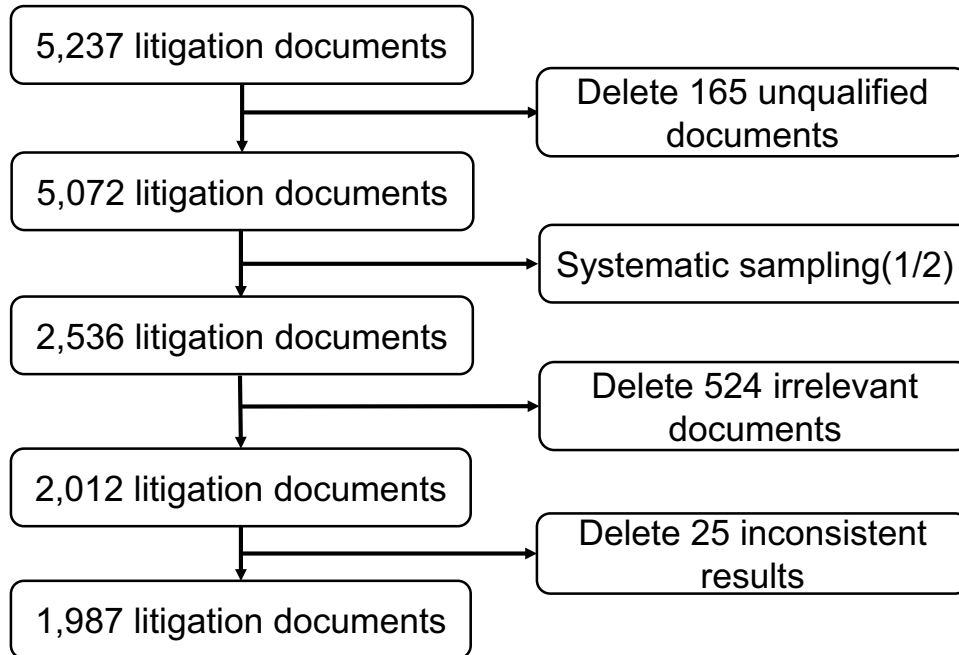 5,237 litigation documents
Delete 165 unqualified
documents
5,072 litigation documents
Systematic sampling(1/2)
2,536 litigation documents
Delete 524 irrelevant
documents
2,012 litigation documents
Delete 25 inconsistent
results
1,987 litigation documents